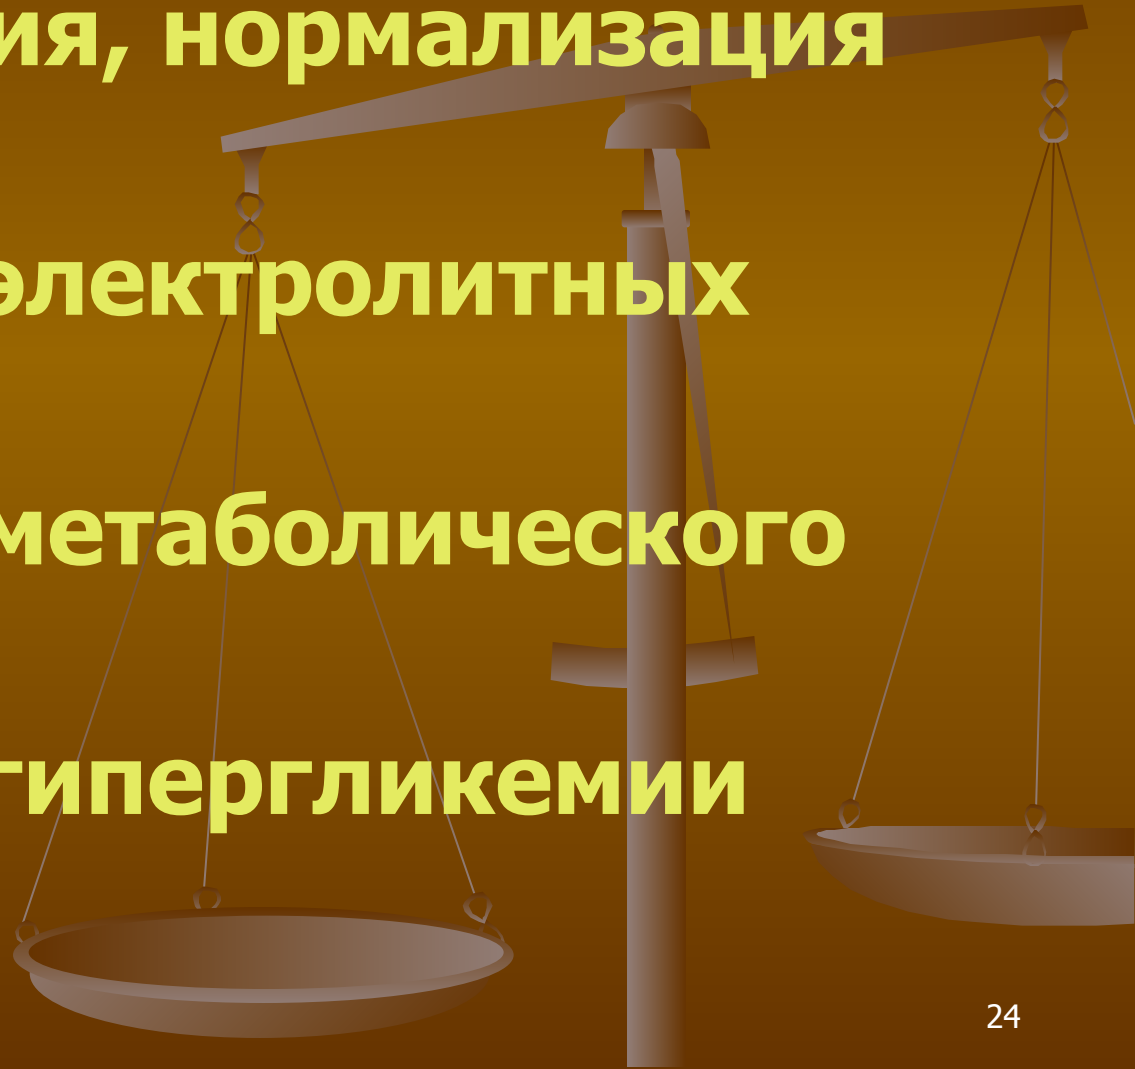 ия, нормализация
электролитных
метаболического
гипергликемии
24